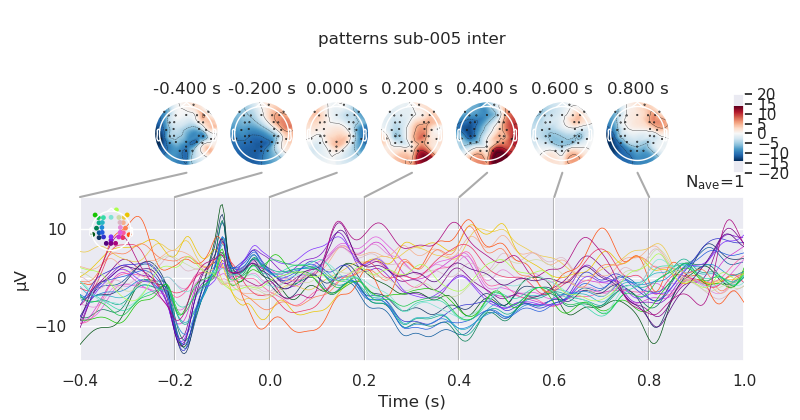 patterns sub-005 inter
-0.400 s -0.200 s 0.000 s 0.200 s 0.400 s 0.600 s 0.800 s
20
15
10
5
0
−5
−10
−15
−20
Nave=1
10
0
−10
µV
−0.4 −0.2 0.0 0.2 0.4 0.6 0.8 1.0
Time (s)